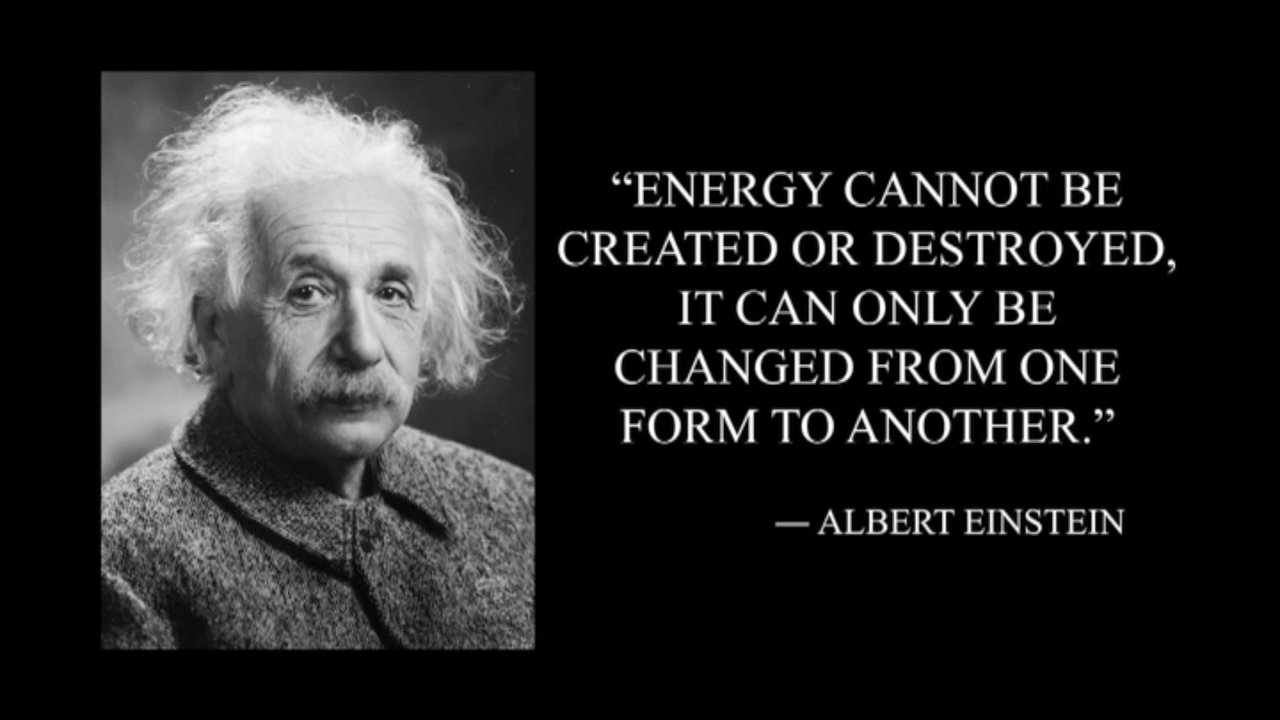 “ENERGY CANNOT BE
CREATED OR DESTROYED,
IT CAN ONLY BE
CHANGED FROM ONE
FORM TO ANOTHER.”
— ALBERT EINSTEIN